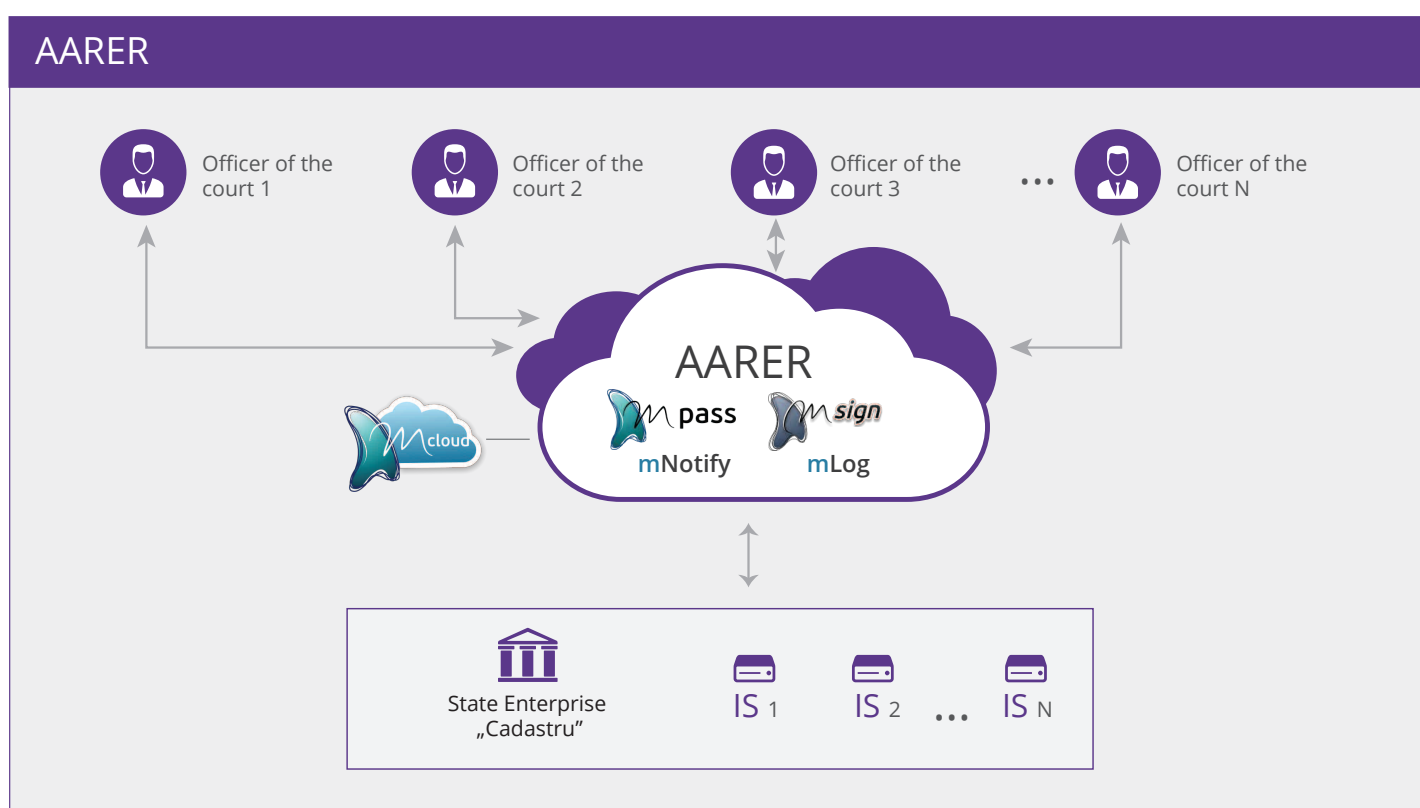 AARER
Officer of the
court 1
Officer of the
court 2
Officer of the
court 3
...
Officer of the
court N
AARER
M pass
M sign
mNotify
mLog
M cloud
State Enterprise
„Cadastru”
IS 1
IS 2
...
IS N